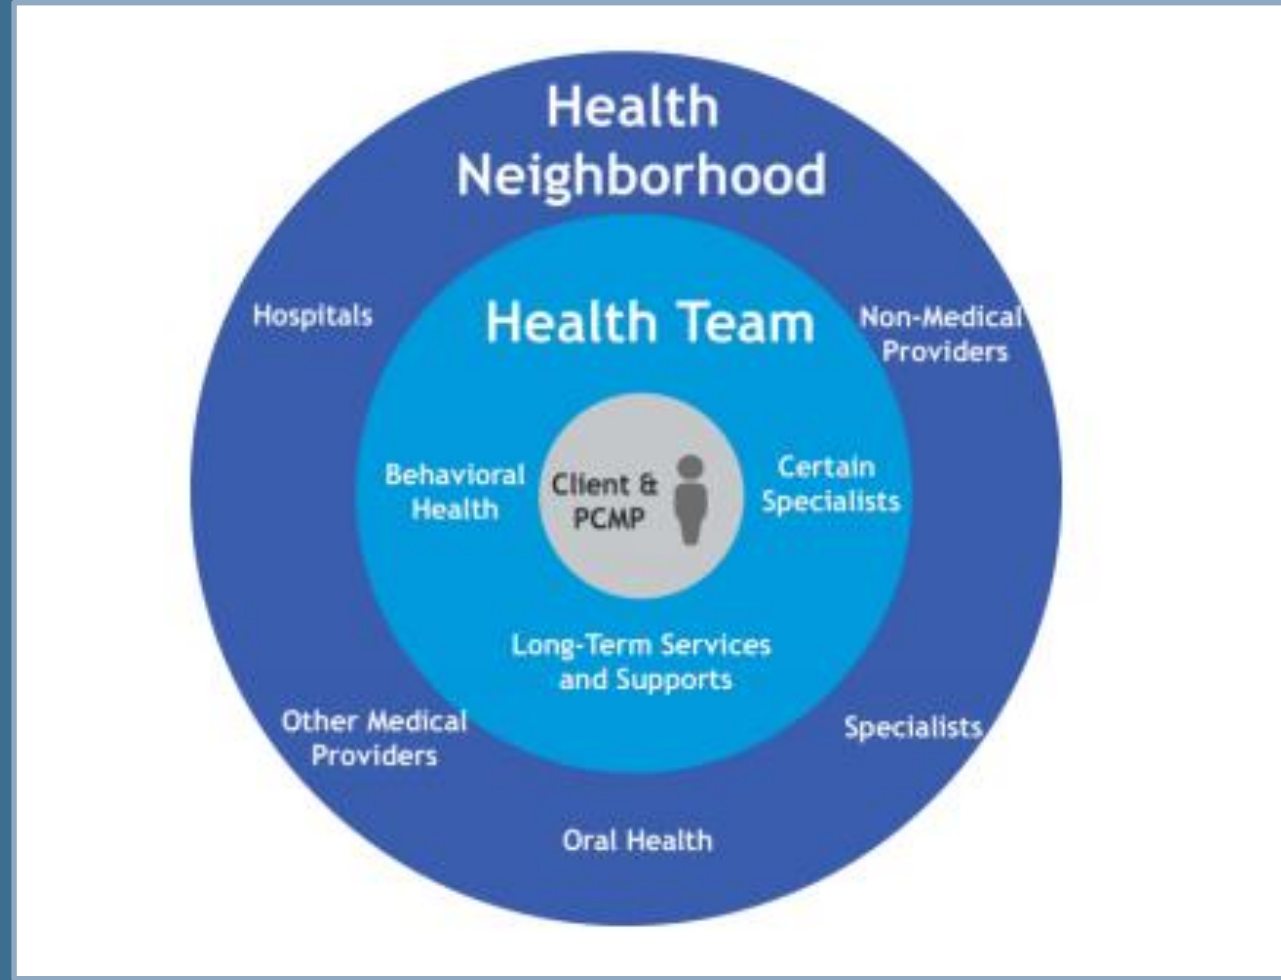 Health
Neighborhood
Hospitals
Non-Medical
Providers
Health Team
Behavioral
Health
Client &
PCMP
Certain
Specialists
Long-Term Services
and Supports
Other Medical
Providers
Specialists
Oral Health